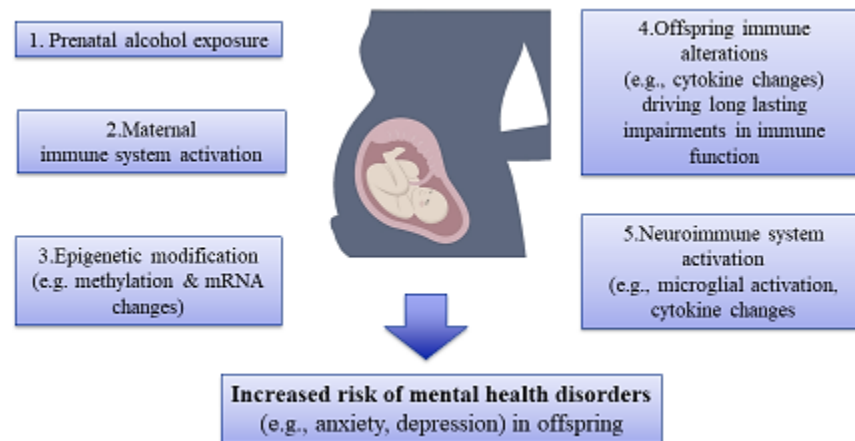 1. Prenatal alcohol exposure
2.Maternal
immune system activation
3.Epigenetic modification
(e.g. methylation & mRNA
changes)
4.Offspring immune
alterations
(e.g., cytokine changes)
driving long lasting
impairments in immune
function
5.Neuroimmune system
activation
(e.g., microglial activation,
cytokine changes
Increased risk of mental health disorders
(e.g., anxiety, depression) in offspring